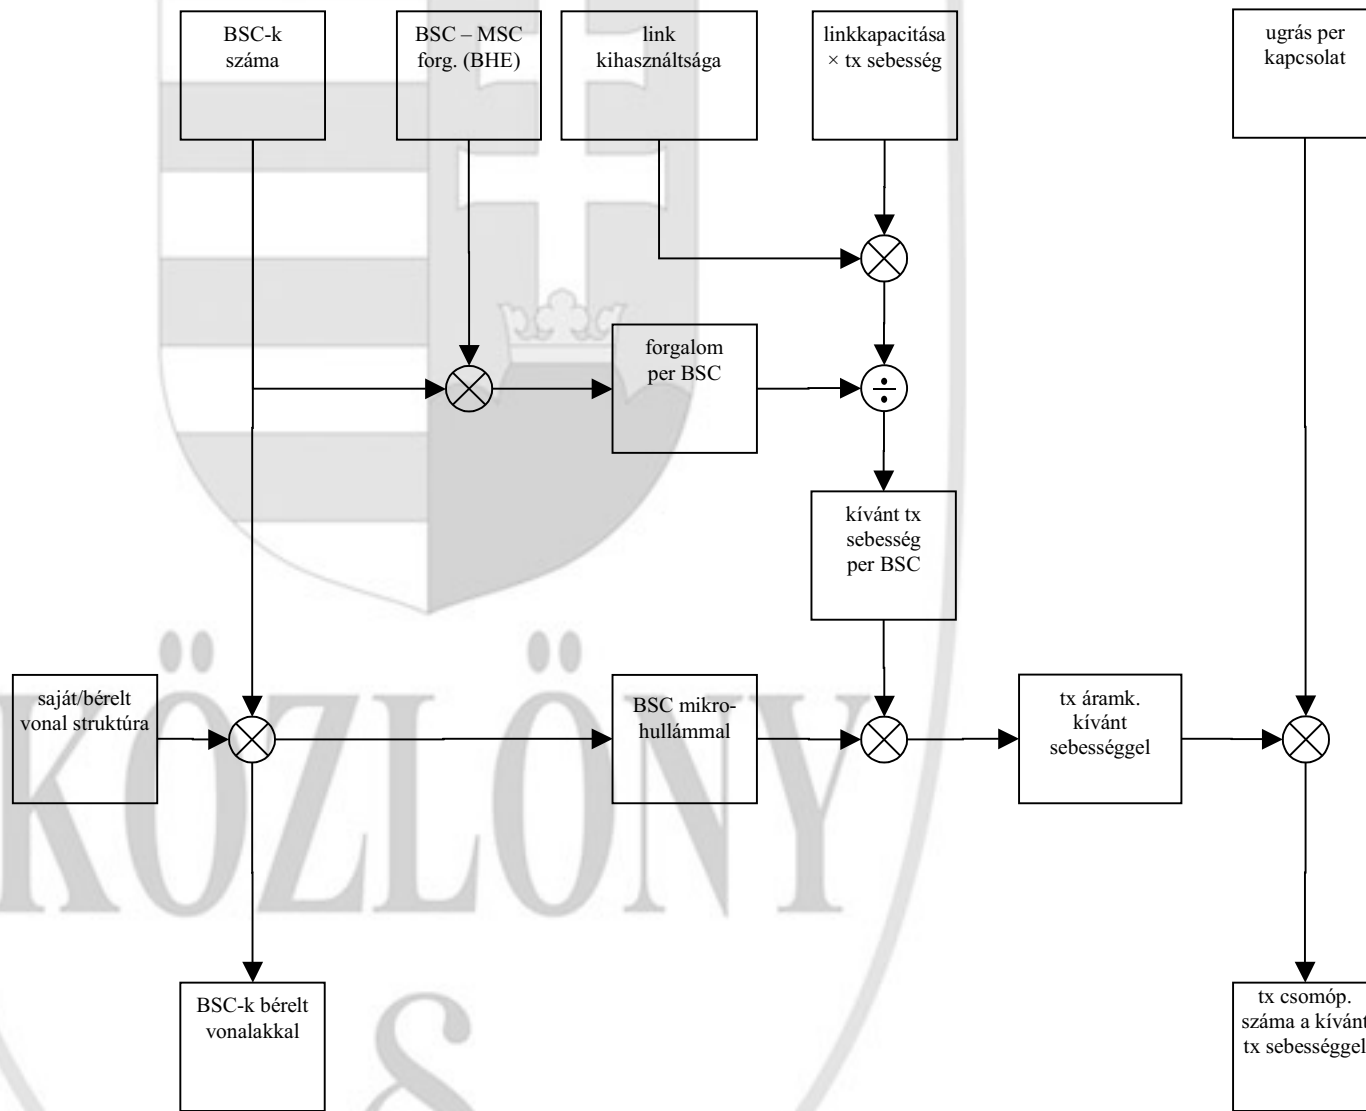 BSC-k
száma
BSC – MSC
forg. (BHE)
link
kihasználtsága
linkkapacitása
× tx sebesség
ugrás per
kapcsolat
forgalom
per BSC
kívánt tx
sebesség
per BSC
saját/bérelt
vonal struktúra
BSC mikro-
hullámmal
tx áramk.
kívánt
sebességgel
BSC-k bérelt
vonalakkal
tx csomóp.
száma a kívánt
tx sebességgel
KÖZLÖNY
&